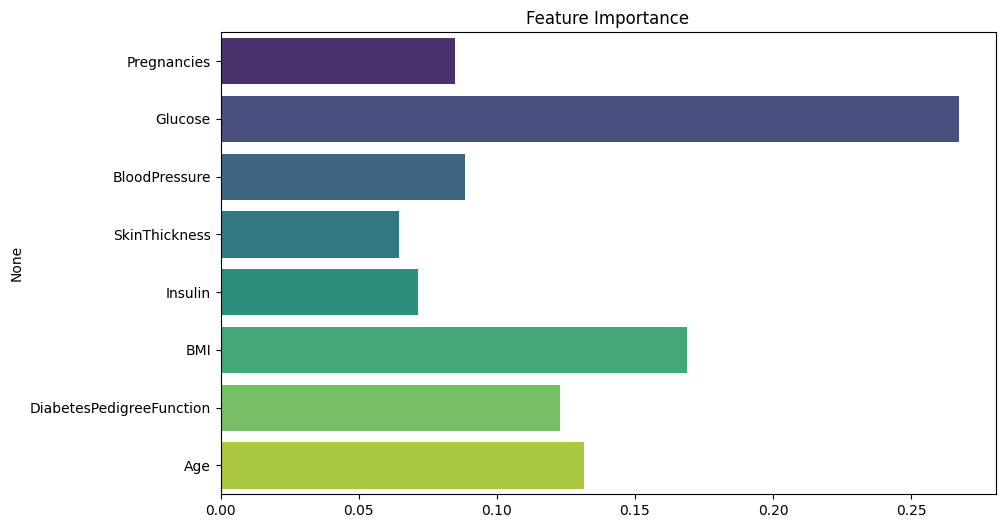 Feature Importance
Pregnancies
Glucose
BloodPressure
SkinThickness
Insulin
BMI
DiabetesPedigreeFunction
Age
None
0.00 0.05 0.10 0.15 0.20 0.25